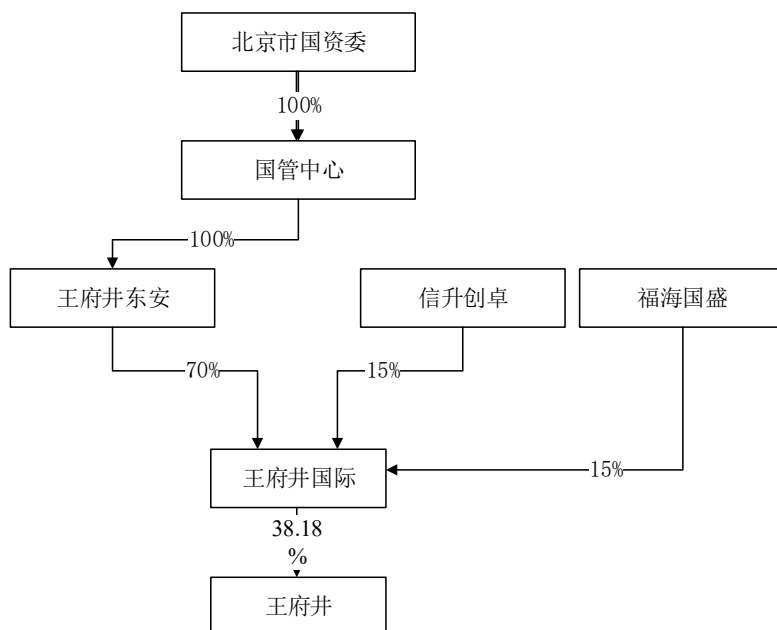 北京市国资委
100%
国管中心
100%
王府井东安
信升创卓
福海国盛
70%
15%
王府井国际
15%
38.18
%
王府井